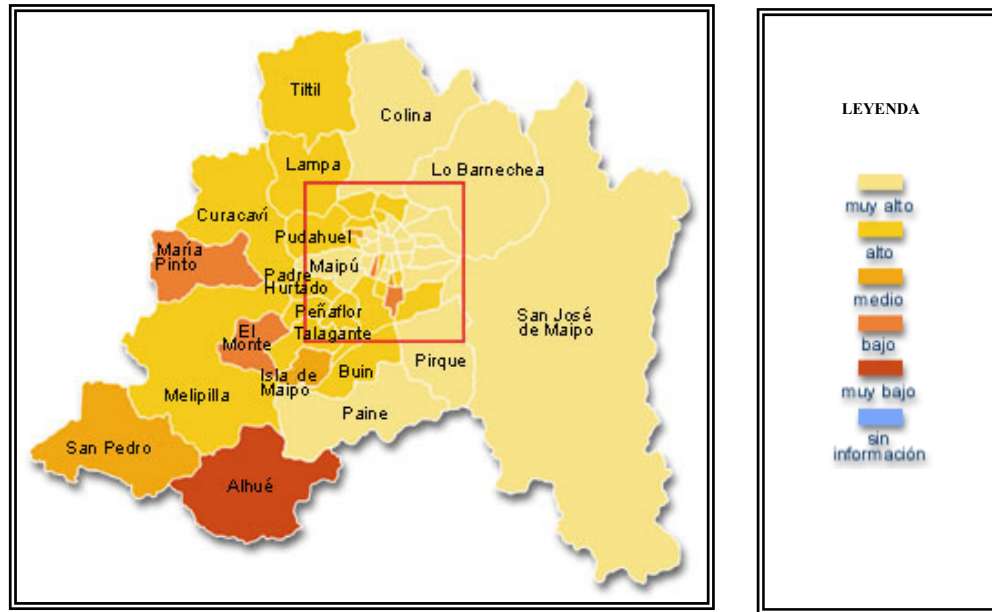 Tiltil
Colina
Lampa
Lo Barnechea
Curacaví
Pudahuel
María
Pinto
Maipú
Padre
Hurtado
Peñaflor
San José
de Maipo
El
Monte
Talagante
Pirque
Isla de
Maipo
Buin
Melipilla
Paine
San Pedro
Alhué
LEYENDA
muy alto
alto
medio
bajo
muy bajo
sin
información